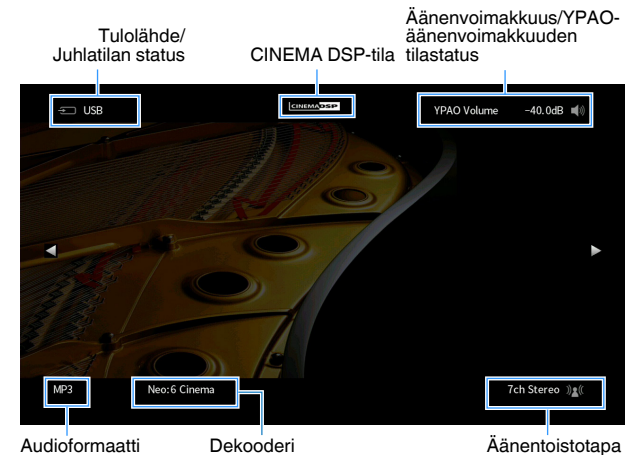 Tulolähde/
Juhlatilan status
CINEMA DSP-tila
Äänenvoimakkuus/YPAO-
äänenvoimakkuuden
tilastatus
USB
CINEMA DSP
YPAO Volume -40.0dB
MP3
Neo:6 Cinema
7ch Stereo
Audioformaatti
Dekooderi
Äänentoistotapa